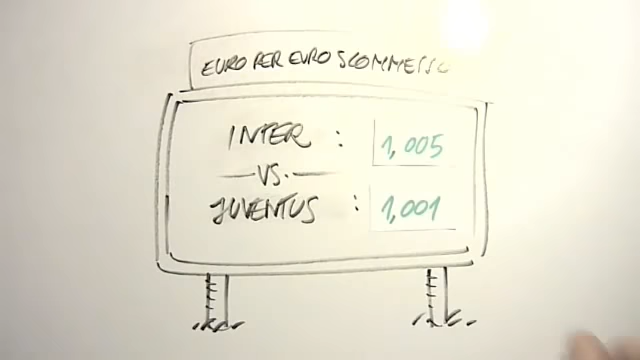 EURO PER EURO SCOMMESSO
INTER : 1,005
VS.
JUVENTUS : 1,001